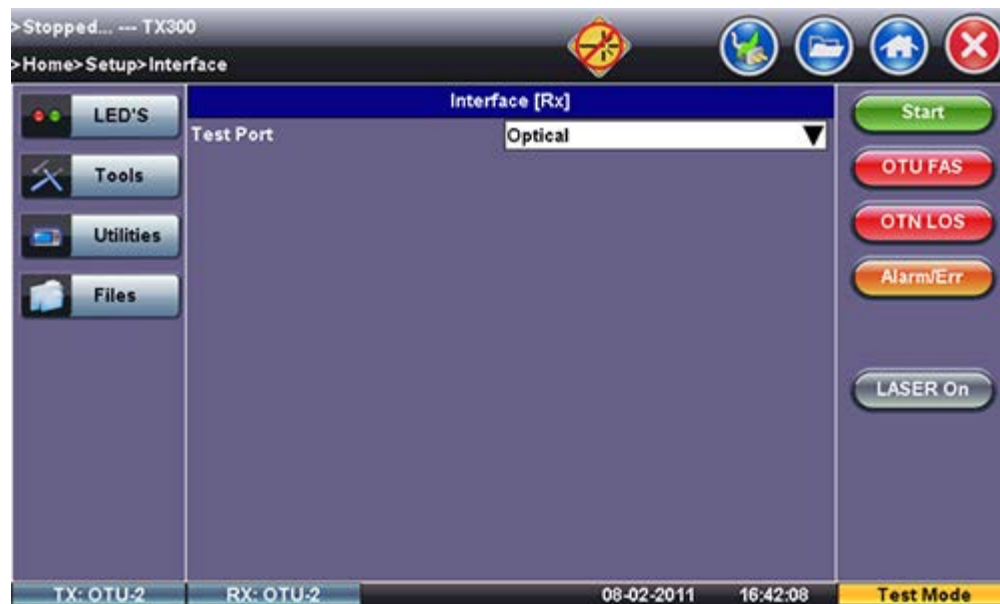 >Stopped... --- TX300
>Home>Setup>Interface
LED'S
Tools
Utilities
Files
Interface [Rx]
Test Port Optical
Start
OTU FAS
OTN LOS
Alarm/Err
LASER On
TX: OTU-2 RX: OTU-2 08-02-2011 16:42:08 Test Mode